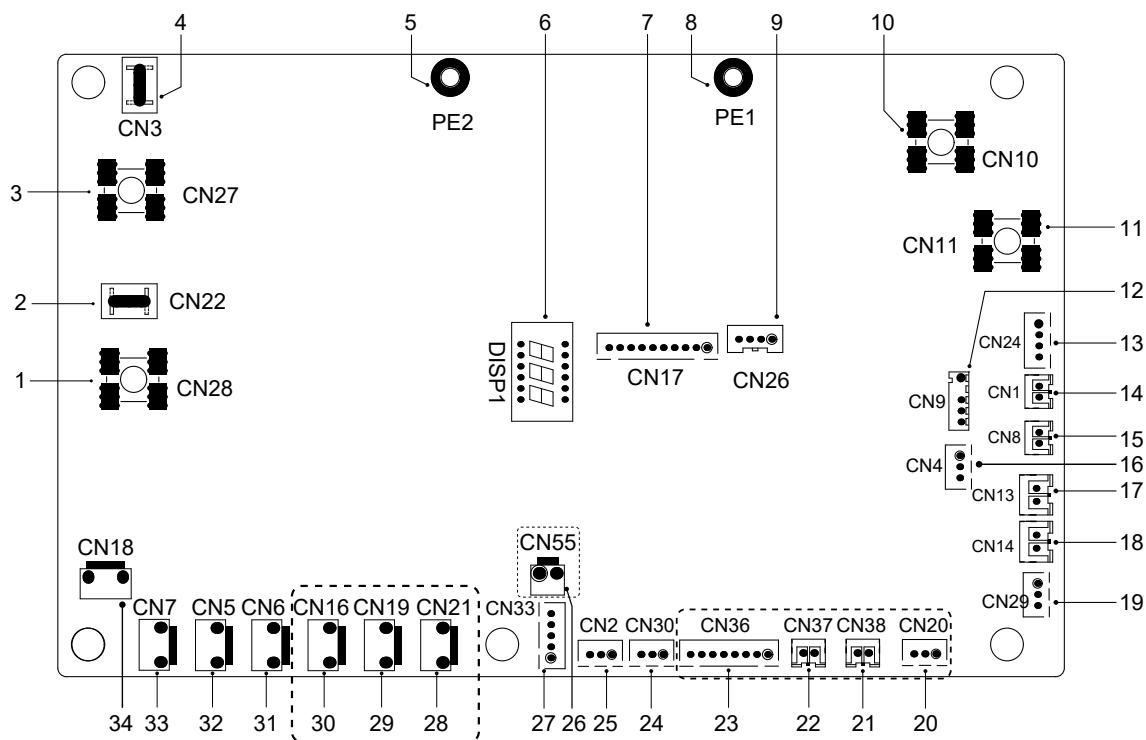 4 5 6 7 8 9 10
CN3
PE2
PE1
CN10
3
CN27
CN11
11
2
CN22
12
DISP1
CN24
13
CN17
CN26
1
CN28
CN9
CN1
14
CN8
15
CN4
16
CN13
17
CN14
18
CN18
CN55
CN29
19
CN7 CN5 CN6 CN16 CN19 CN21
CN33
CN2 CN30 CN36 CN37 CN38 CN20
34 33 32 31 30 29 28 27 26 25 24 23 22 21 20